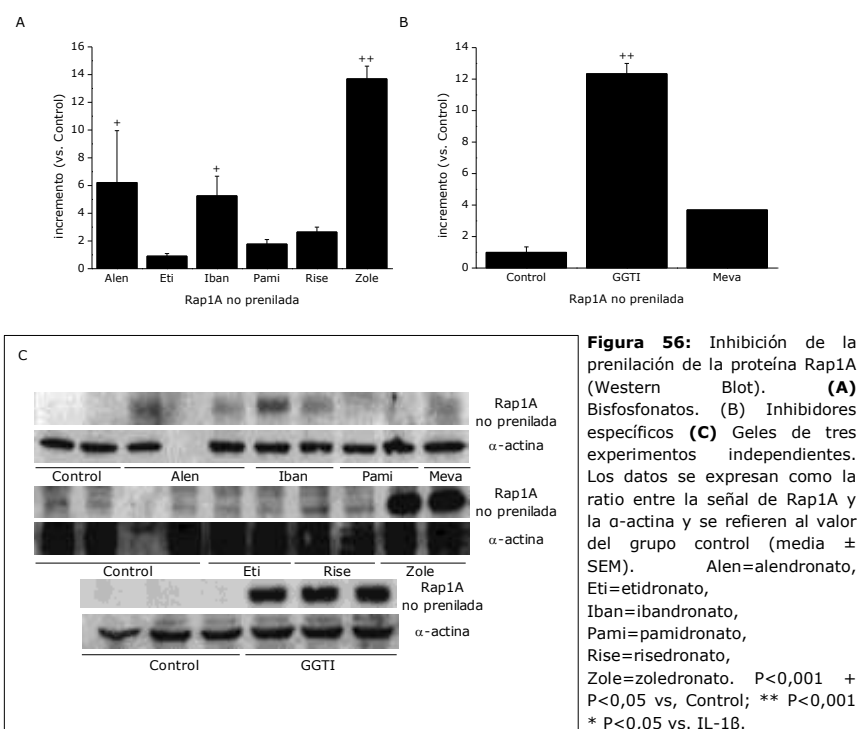 A
B
16
14
12
10
8
6
4
2
0
incremento (vs. Control)
+
+
++
Alen Eti Iban Pami Rise Zole
Rap1A no prenilada
14
12
10
8
6
4
2
0
incremento (vs. Control)
++
Control GGTI Meva
Rap1A no prenilada
C
Rap1A
no prenilada
α-actina
Control Alen Iban Pami Meva
Rap1A
no prenilada
α-actina
Control Eti Rise Zole
Rap1A
no prenilada
α-actina
Control GGTI
Figura 56: Inhibición de la
prenilación de la proteína Rap1A
(Western Blot). (A)
Bisfosfonatos. (B) Inhibidores
específicos (C) Geles de tres
experimentos independientes.
Los datos se expresan como la
ratio entre la señal de Rap1A y
la α-actina y se refieren al valor
del grupo control (media ±
SEM). Alen=alendronato,
Eti=etidronato,
Iban=ibandronato,
Pami=pamidronato,
Rise=risedronato,
Zole=zoledronato. P<0,001 +
P<0,05 vs, Control; ** P<0,001
* P<0,05 vs. IL-1ß.